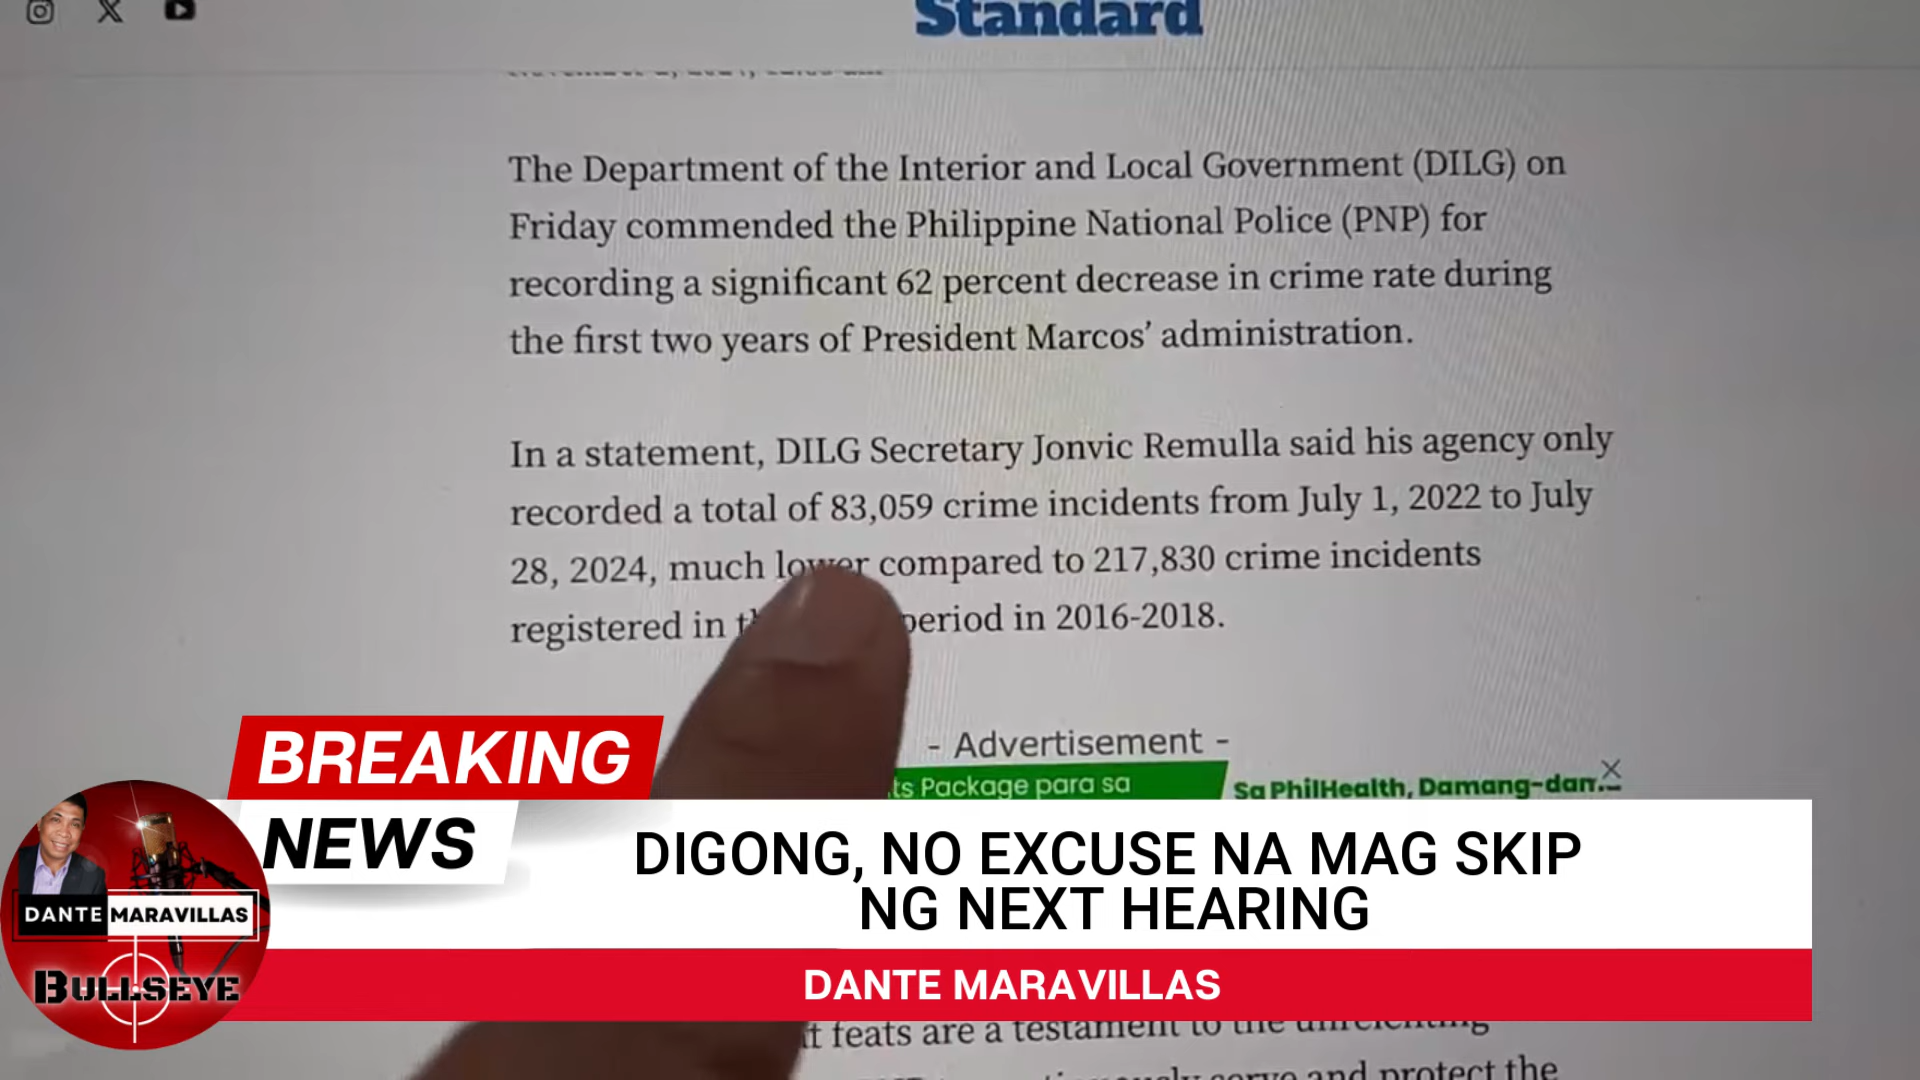 Standard
The Department of the Interior and Local Government (DILG) on
Friday commended the Philippine National Police (PNP) for
recording a significant 62 percent decrease in crime rate during
the first two years of President Marcos' administration.
In a statement, DILG Secretary Jonvic Remulla said his agency only
recorded a total of 83,059 crime incidents from July 1, 2022 to July
28, 2024, much lower compared to 217,830 crime incidents
registered in period in 2016-2018.
- Advertisement -
Package para sa
Sa PhilHealth,
BREAKING
NEWS
DIGONG, NO EXCUSE NA MAG SKIP
NG NEXT HEARING
DANTE MARAVILLAS
DANTE MARAVILLAS
BULLSEYE
feats are a testament to the unrelenting
serve and protect the